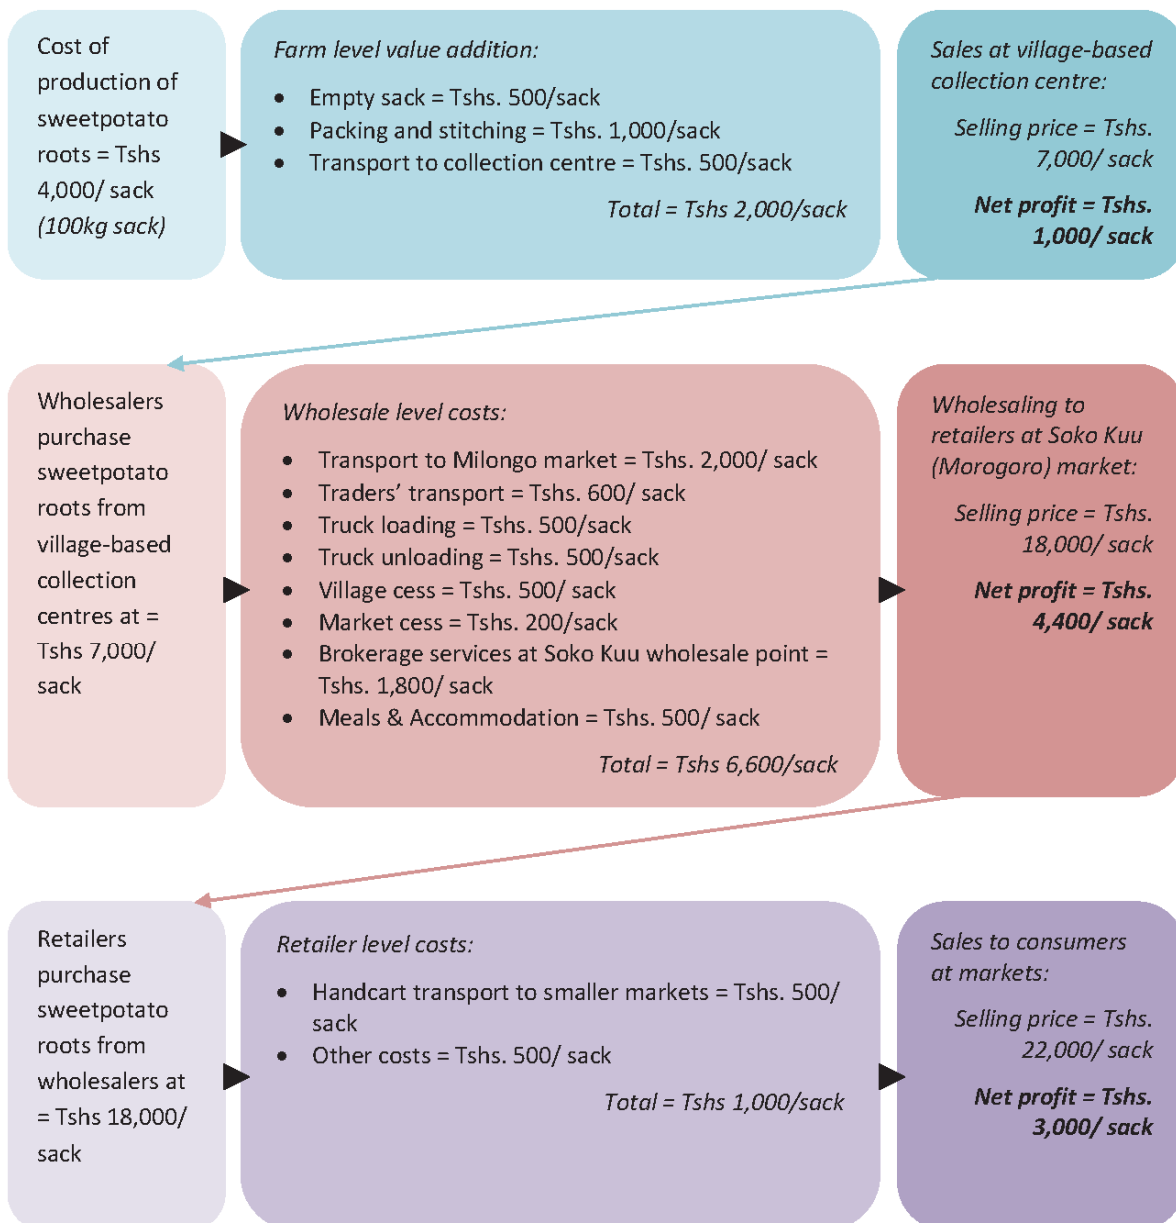 Cost of
production of
sweetpotato
roots = Tshs
4,000/ sack
(100kg sack)
Farm level value addition:
• Empty sack = Tshs. 500/sack
• Packing and stitching = Tshs. 1,000/sack
• Transport to collection centre = Tshs. 500/sack
Total = Tshs 2,000/sack
Sales at village-based
collection centre:
Selling price = Tshs.
7,000/ sack
Net profit = Tshs.
1,000/ sack
Wholesalers
purchase
sweetpotato
roots from
village-based
collection
centres at =
Tshs 7,000/
sack
Wholesale level costs:
• Transport to Milongo market = Tshs. 2,000/ sack
• Traders’ transport = Tshs. 600/ sack
• Truck loading = Tshs. 500/sack
• Truck unloading = Tshs. 500/sack
• Village cess = Tshs. 500/ sack
• Market cess = Tshs. 200/sack
• Brokerage services at Soko Kuu wholesale point =
Tshs. 1,800/ sack
• Meals & Accommodation = Tshs. 500/ sack
Total = Tshs 6,600/sack
Wholesaling to
retailers at Soko Kuu
(Morogoro) market:
Selling price = Tshs.
18,000/ sack
Net profit = Tshs.
4,400/ sack
Retailers
purchase
sweetpotato
roots from
wholesalers at
= Tshs 18,000/
sack
Retailer level costs:
• Handcart transport to smaller markets = Tshs. 500/
sack
• Other costs = Tshs. 500/ sack
Total = Tshs 1,000/sack
Sales to consumers
at markets:
Selling price = Tshs.
22,000/ sack
Net profit = Tshs.
3,000/ sack